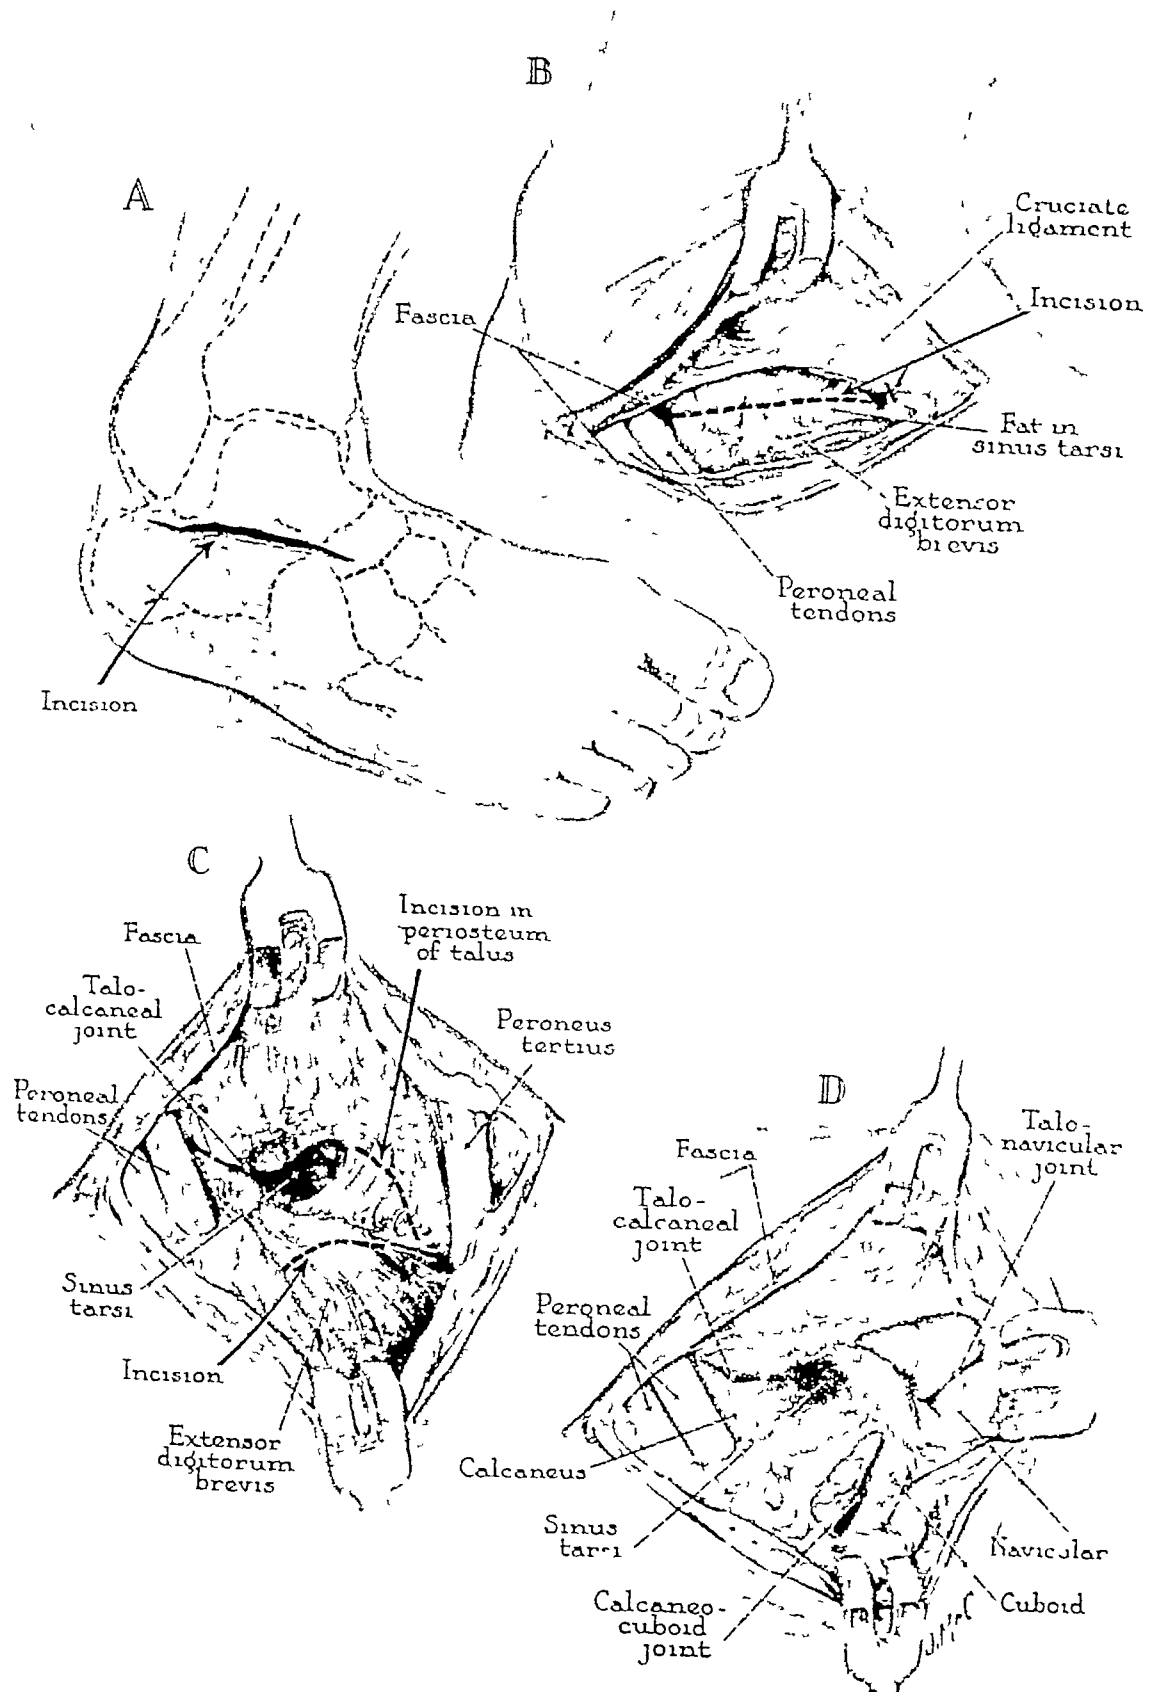 A
Incision
B
Cruciate
ligament
Incision
Fascia
Fat in
sinus tarsi
Extensor
digitorum
brevis
Peroneal
tendons
C
Fascia
Incision in
periosteum
of talus
Talo-
calcaneal
joint
Peroneus
tertius
Peroneal
tendons
Sinus
tarsi
Incision
Extensor
digitorum
brevis
D
Talo-
navicular
joint
Fascia
Talo-
calcaneal
joint
Peroneal
tendons
Calcaneus
Sinus
tarsi
Navicular
Cuboid
Calcaneo-
cuboid
joint